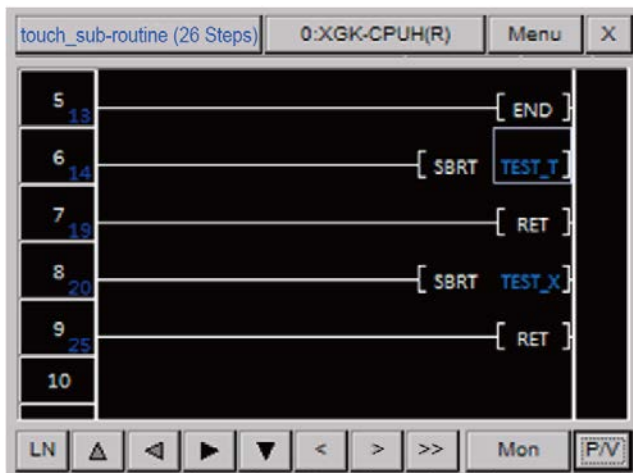 touch_sub-routine (26 Steps) 0:XGK-CPUH(R) Menu X
5 13 [ END ]
6 14 [ SBRT TEST_T ]
7 19 [ RET ]
8 20 [ SBRT TEST_X ]
9 25 [ RET ]
10
LN < > >> Mon P/V